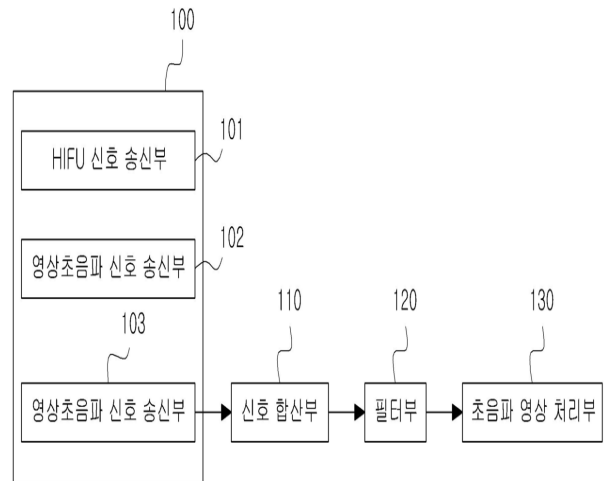 100
HIFU 신호 송신부
101
영상초음파 신호 송신부
102
영상초음파 신호 송신부
103
신호 합산부
110
필터부
120
초음파 영상 처리부
130